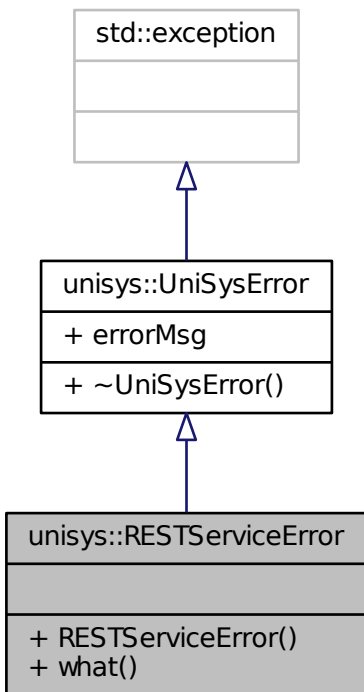 std::exception
unisys::UniSysError
+ errorMsg
+ ~UniSysError()
unisys::RESTServiceError
+ RESTServiceError()
+ what()